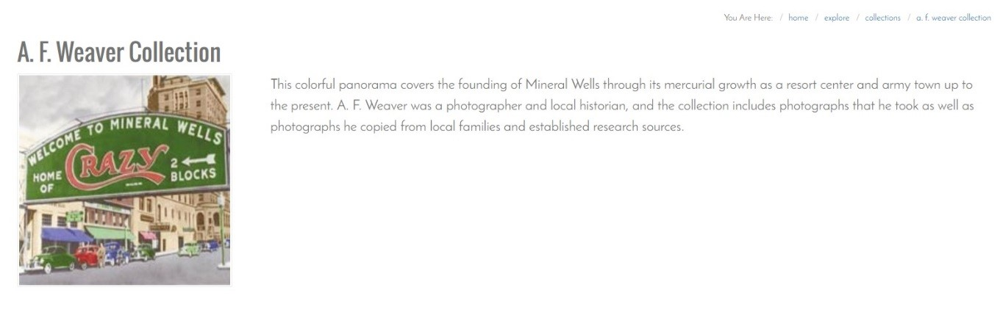 You Are Here: / home / explore / collections / a. f. weaver collection
A. F. Weaver Collection
WELCOME TO MINERAL WELLS
HOME OF
CRAZY
2 BLOCKS
This colorful panorama covers the founding of Mineral Wells through its mercurial growth as a resort center and army town up to
the present. A. F. Weaver was a photographer and local historian, and the collection includes photographs that he took as well as
photographs he copied from local families and established research sources.